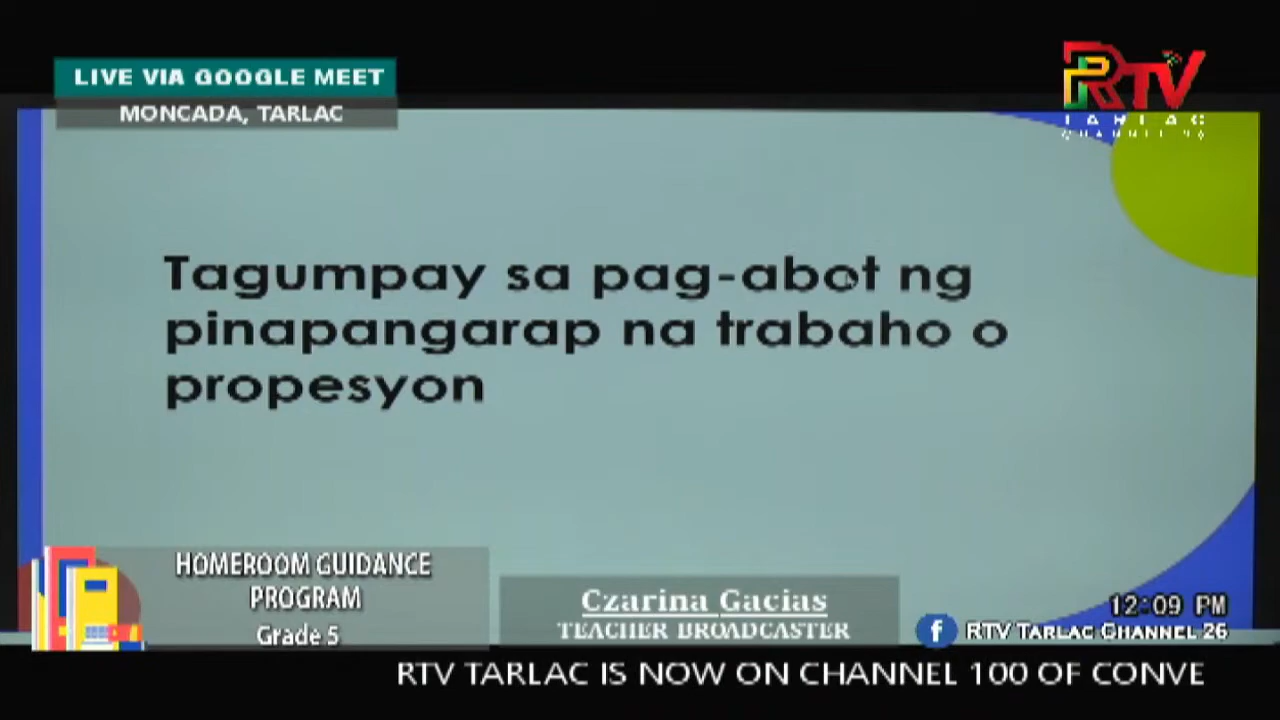 LIVE VIA GOOGLE MEET
MONCADA, TARLAC
RTV
TARLAC
CHANNEL 26
Tagumpay sa pag-abot ng
pinapangarap na trabaho o
propesyon
HOMEROOM GUIDANCE
PROGRAM
Grade 5
Czarina Gacias
TEACHER BROADCASTER
12:09 PM
RTV TARLAC CHANNEL 26
RTV TARLAC IS NOW ON CHANNEL 100 OF CONVE